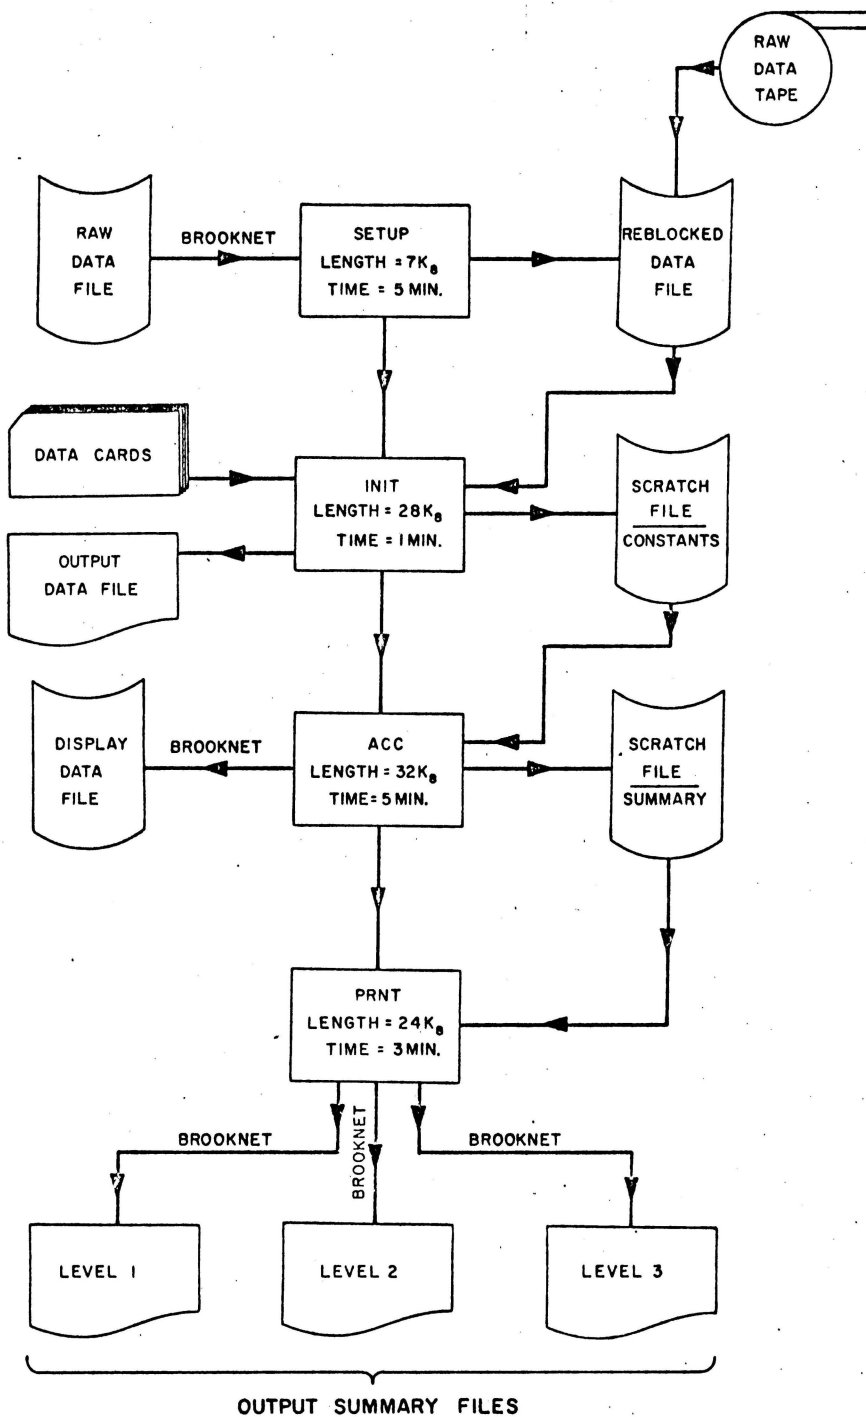 RAW
DATA
TAPE
RAW
DATA
FILE
BROOKNET
SETUP
LENGTH = 7K₈
TIME = 5 MIN.
REBLOCKED
DATA
FILE
DATA CARDS
INIT
LENGTH = 28K₈
TIME = 1 MIN.
SCRATCH
FILE
CONSTANTS
OUTPUT
DATA FILE
DISPLAY
DATA
FILE
BROOKNET
ACC
LENGTH = 32K₈
TIME = 5 MIN.
SCRATCH
FILE
SUMMARY
PRNT
LENGTH = 24K₈
TIME = 3 MIN.
BROOKNET
BROOKNET
BROOKNET
LEVEL 1
LEVEL 2
LEVEL 3
OUTPUT SUMMARY FILES